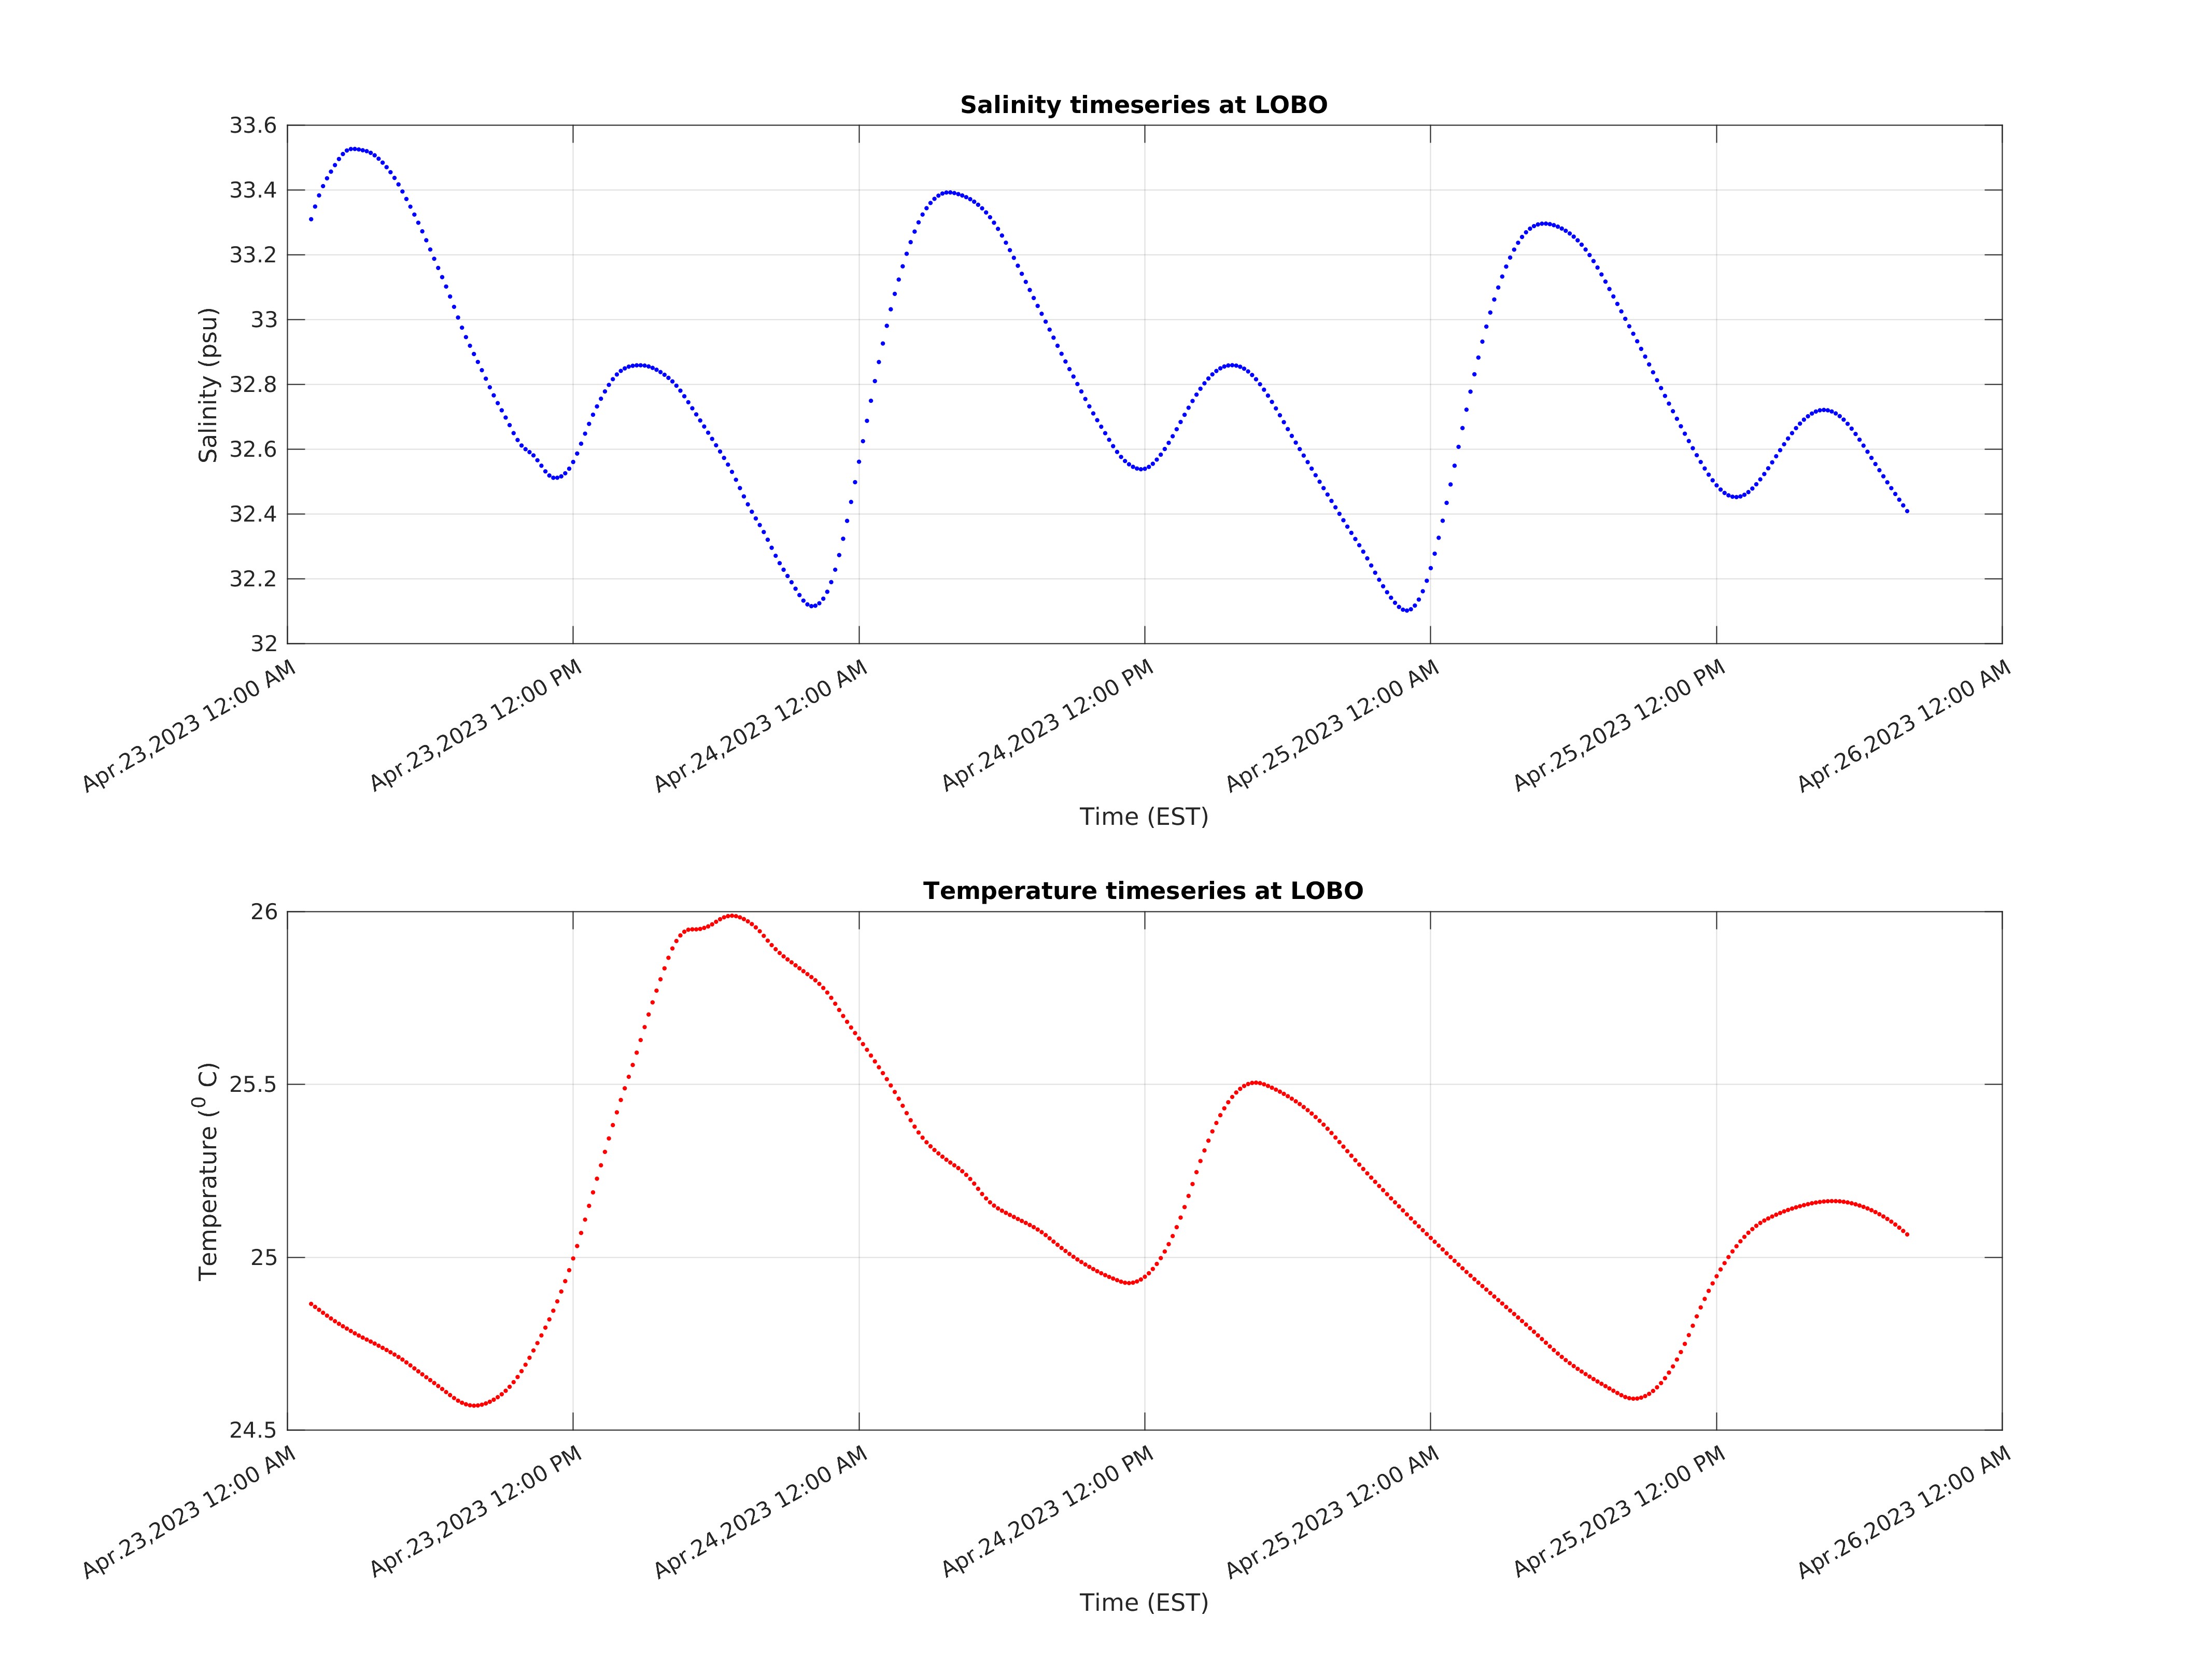 Salinity timeseries at LOBO
33.6
33.4
33.2
33
32.8
32.6
32.4
32.2
32
Salinity (psu)
Apr.23,2023 12:00 AM
Apr.23,2023 12:00 PM
Apr.24,2023 12:00 AM
Apr.24,2023 12:00 PM
Apr.25,2023 12:00 AM
Apr.25,2023 12:00 PM
Apr.26,2023 12:00 AM
Time (EST)
Temperature timeseries at LOBO
26
25.5
25
24.5
Temperature (⁰ C)
Apr.23,2023 12:00 AM
Apr.23,2023 12:00 PM
Apr.24,2023 12:00 AM
Apr.24,2023 12:00 PM
Apr.25,2023 12:00 AM
Apr.25,2023 12:00 PM
Apr.26,2023 12:00 AM
Time (EST)